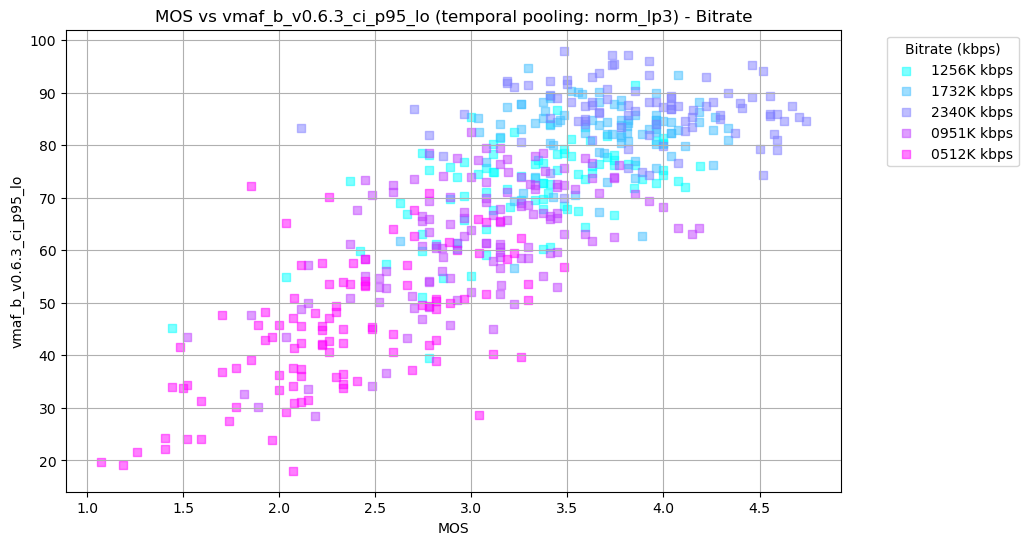 MOS vs vmaf_b_v0.6.3_ci_p95_lo (temporal pooling: norm_lp3) - Bitrate
100
90
80
70
60
50
40
30
20
vmaf_b_v0.6.3_ci_p95_lo
1.0 1.5 2.0 2.5 3.0 3.5 4.0 4.5
MOS
Bitrate (kbps)
1256K kbps
1732K kbps
2340K kbps
0951K kbps
0512K kbps